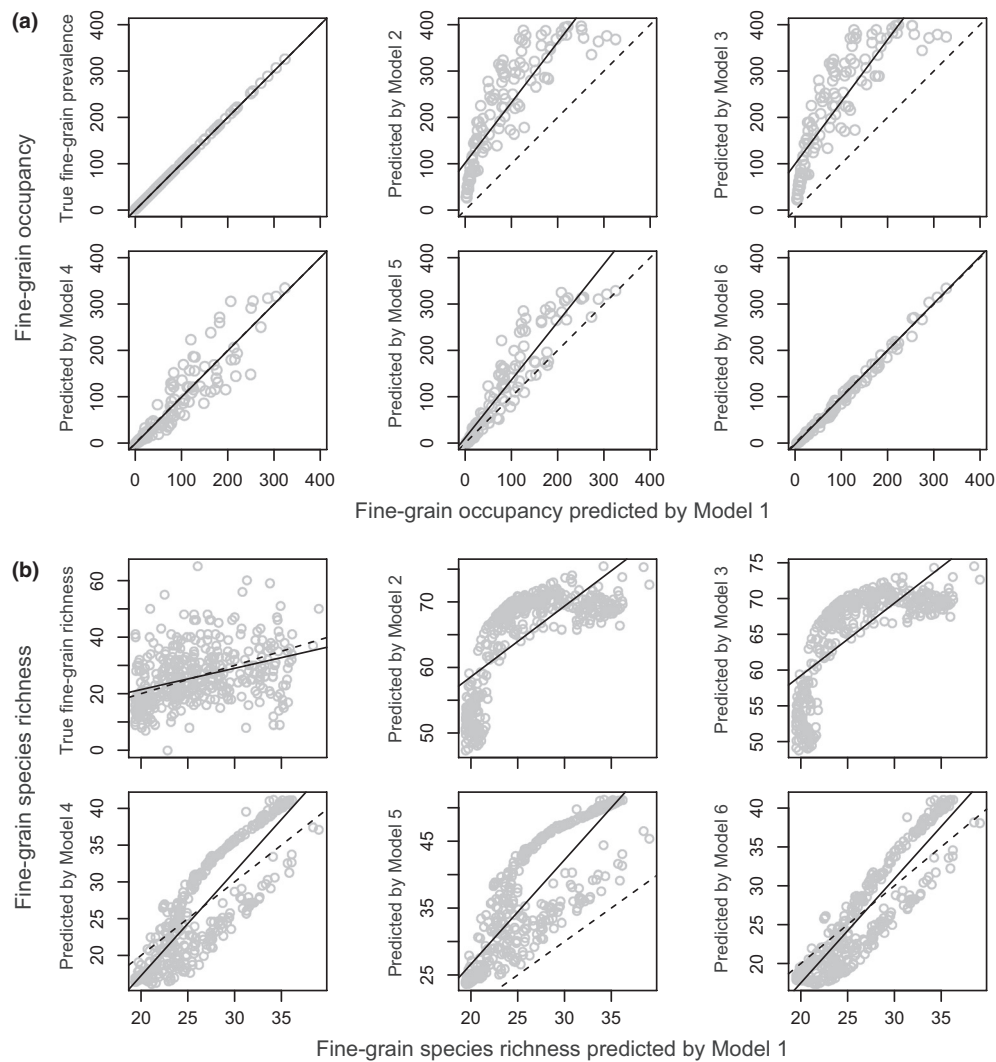 (a)
Fine-grain occupancy
True fine-grain prevalence
0 100 200 300 400
Predicted by Model 2
0 100 200 300 400
Predicted by Model 3
0 100 200 300 400
Predicted by Model 4
0 100 200 300 400
0 100 200 300 400
Predicted by Model 5
0 100 200 300 400
0 100 200 300 400
Predicted by Model 6
0 100 200 300 400
0 100 200 300 400
Fine-grain occupancy predicted by Model 1
(b)
Fine-grain species richness
True fine-grain richness
0 20 40 60
Predicted by Model 2
50 60 70
Predicted by Model 3
50 55 60 65 70 75
Predicted by Model 4
20 25 30 35 40
20 25 30 35
Predicted by Model 5
25 35 45
20 25 30 35
Predicted by Model 6
20 25 30 35 40
20 25 30 35
Fine-grain species richness predicted by Model 1